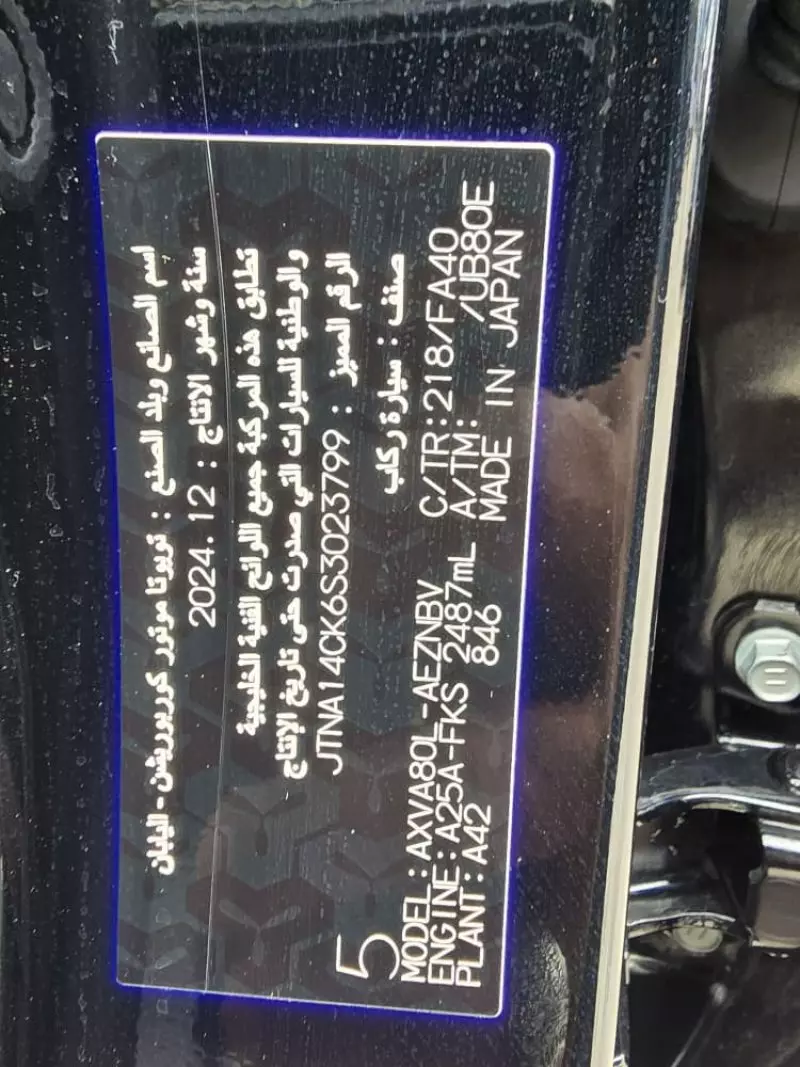 اسم الصانع وبلد الصنع : تويوتا موتور كوربوريشن - اليابان
سنة وشهر الانتاج : 2024.12
تطابق هذه المركبة جميع اللوائح الفنية الخليجية
والوطنية للسيارات التي صدرت حتى تاريخ الإنتاج
الرقم المميز : JTNA14CK6S3023799
صنف : سيارة ركاب
5
MODEL:AXVA80L-AEZNBV C/TR:218/FA40
ENGINE:A25A-FKS 2487mL A/TM: /UB80E
PLANT:A42 846 MADE IN JAPAN